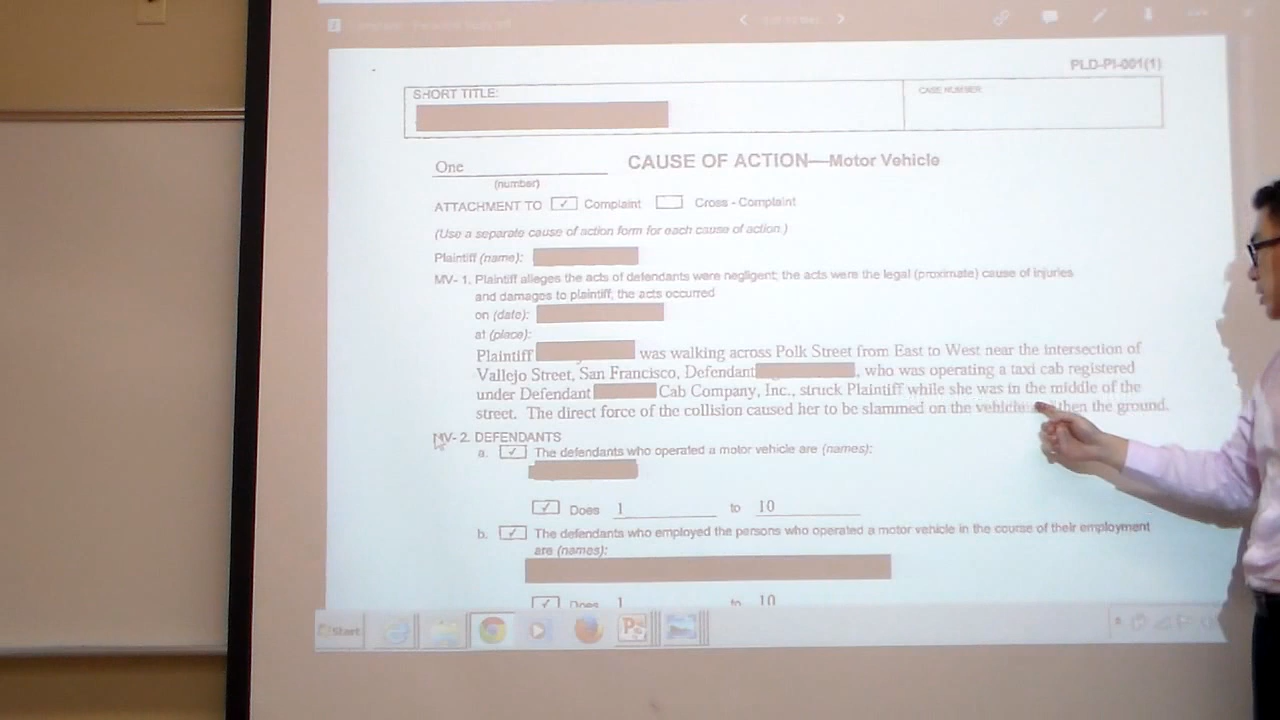 PLD-PI-001(1)
SHORT TITLE:
CASE NUMBER
One
CAUSE OF ACTION—Motor Vehicle
(number)
ATTACHMENT TO ✓ Complaint Cross - Complaint
(Use a separate cause of action form for each cause of action.)
Plaintiff (name):
MV- 1. Plaintiff alleges the acts of defendants were negligent; the acts were the legal (proximate) cause of injuries
and damages to plaintiff; the acts occurred
on (date):
at (place):
Plaintiff was walking across Polk Street from East to West near the intersection of
Vallejo Street, San Francisco, Defendant , who was operating a taxi cab registered
under Defendant Cab Company, Inc., struck Plaintiff while she was in the middle of the
street. The direct force of the collision caused her to be slammed on the vehicle then the ground.
MV- 2. DEFENDANTS
a. ✓ The defendants who operated a motor vehicle are (names):
✓ Does 1 to 10
b. ✓ The defendants who employed the persons who operated a motor vehicle in the course of their employment
are (names):
✓ Does 1 to 10
Start